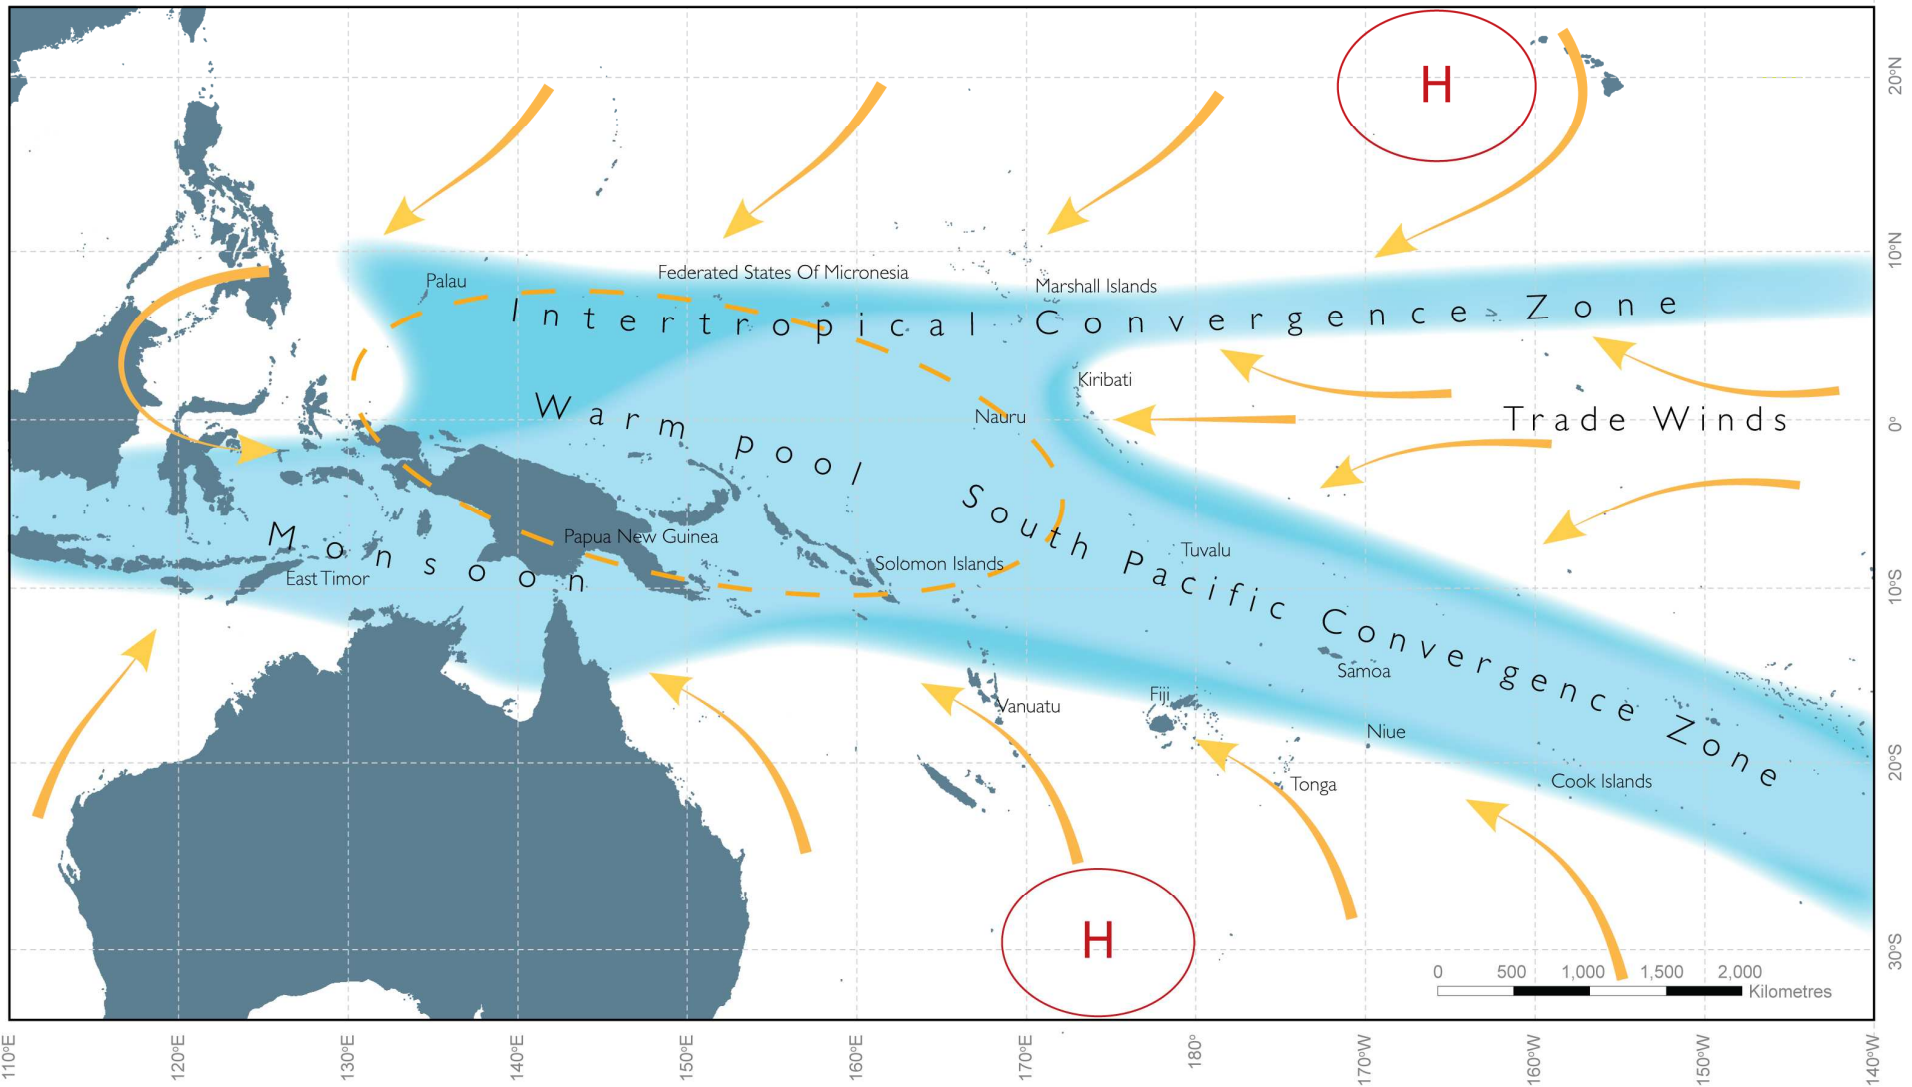 H
20°N
10°N
Palau
Federated States Of Micronesia
Marshall Islands
Intertropical Convergence Zone
Kiribati
Warm pool
Nauru
Trade Winds
0°
South Pacific Convergence Zone
Monsoon
Papua New Guinea
Tuvalu
Solomon Islands
East Timor
10°S
Samoa
Fiji
Vanuatu
Niue
20°S
Cook Islands
Tonga
H
30°S
0 500 1,000 1,500 2,000
Kilometres
110°E 120°E 130°E 140°E 150°E 160°E 170°E 180° 170°W 160°W 150°W 140°W